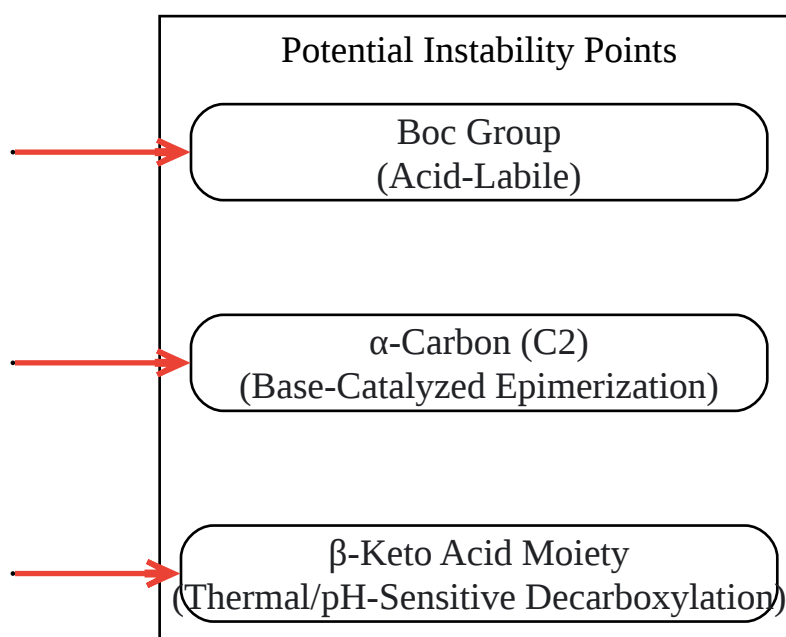 Potential Instability Points
Boc Group
(Acid-Labile)
α-Carbon (C2)
(Base-Catalyzed Epimerization)
β-Keto Acid Moiety
(Thermal/pH-Sensitive Decarboxylation)